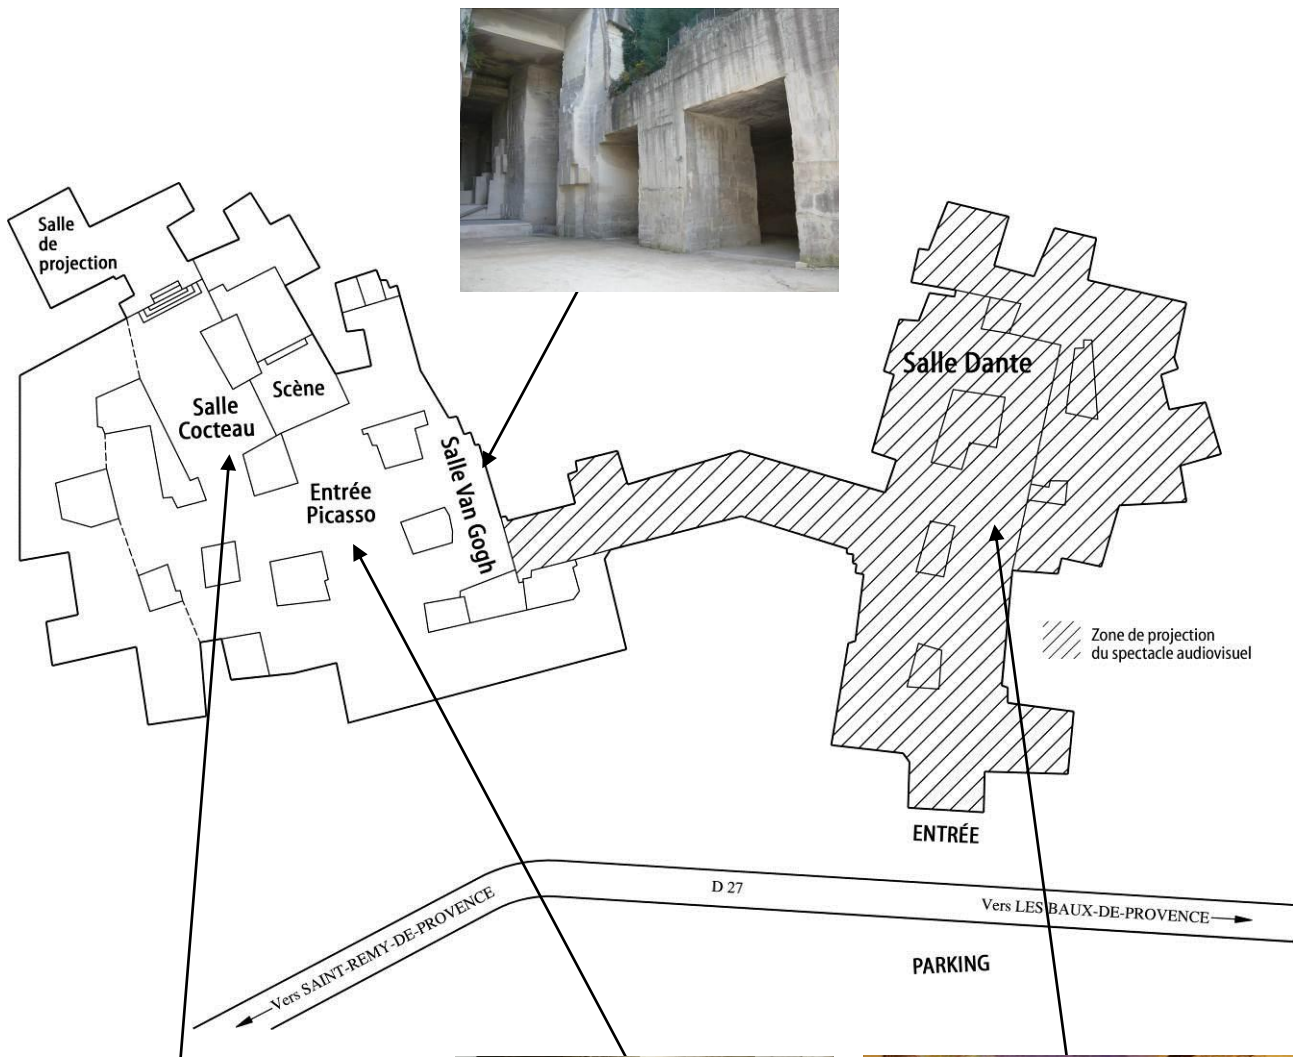 Salle
de
projection
Scène
Salle
Cocteau
Entrée
Picasso
Salle Van Gogh
Salle Dante
Zone de projection
du spectacle audiovisuel
ENTRÉE
D 27
Vers LES BAUX-DE-PROVENCE
Vers SAINT-REMY-DE-PROVENCE
PARKING